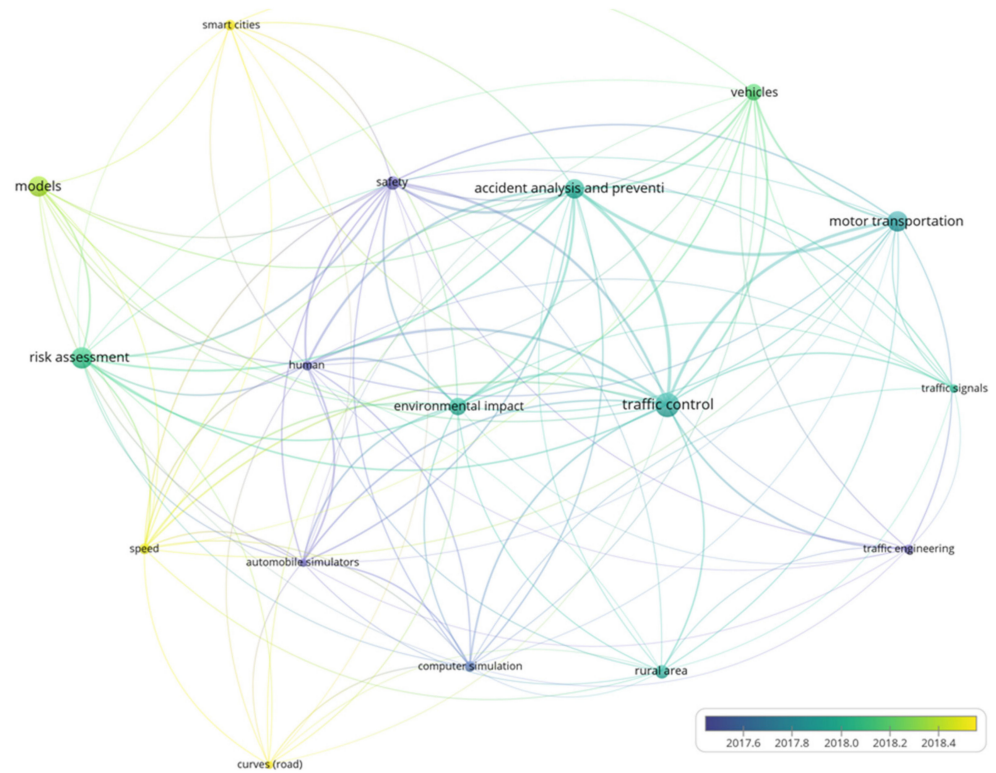 smart cities
vehicles
models
safety
accident analysis and preventi
motor transportation
risk assessment
human
traffic signals
environmental impact
traffic control
speed
automobile simulators
traffic engineering
computer simulation
rural area
curves (road)
2017.6 2017.8 2018.0 2018.2 2018.4